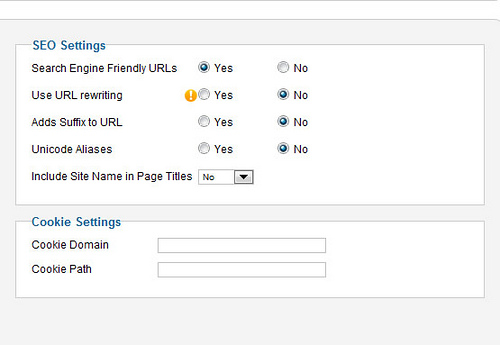 SEO Settings
Search Engine Friendly URLs Yes No
Use URL rewriting Yes No
Adds Suffix to URL Yes No
Unicode Aliases Yes No
Include Site Name in Page Titles No
Cookie Settings
Cookie Domain
Cookie Path